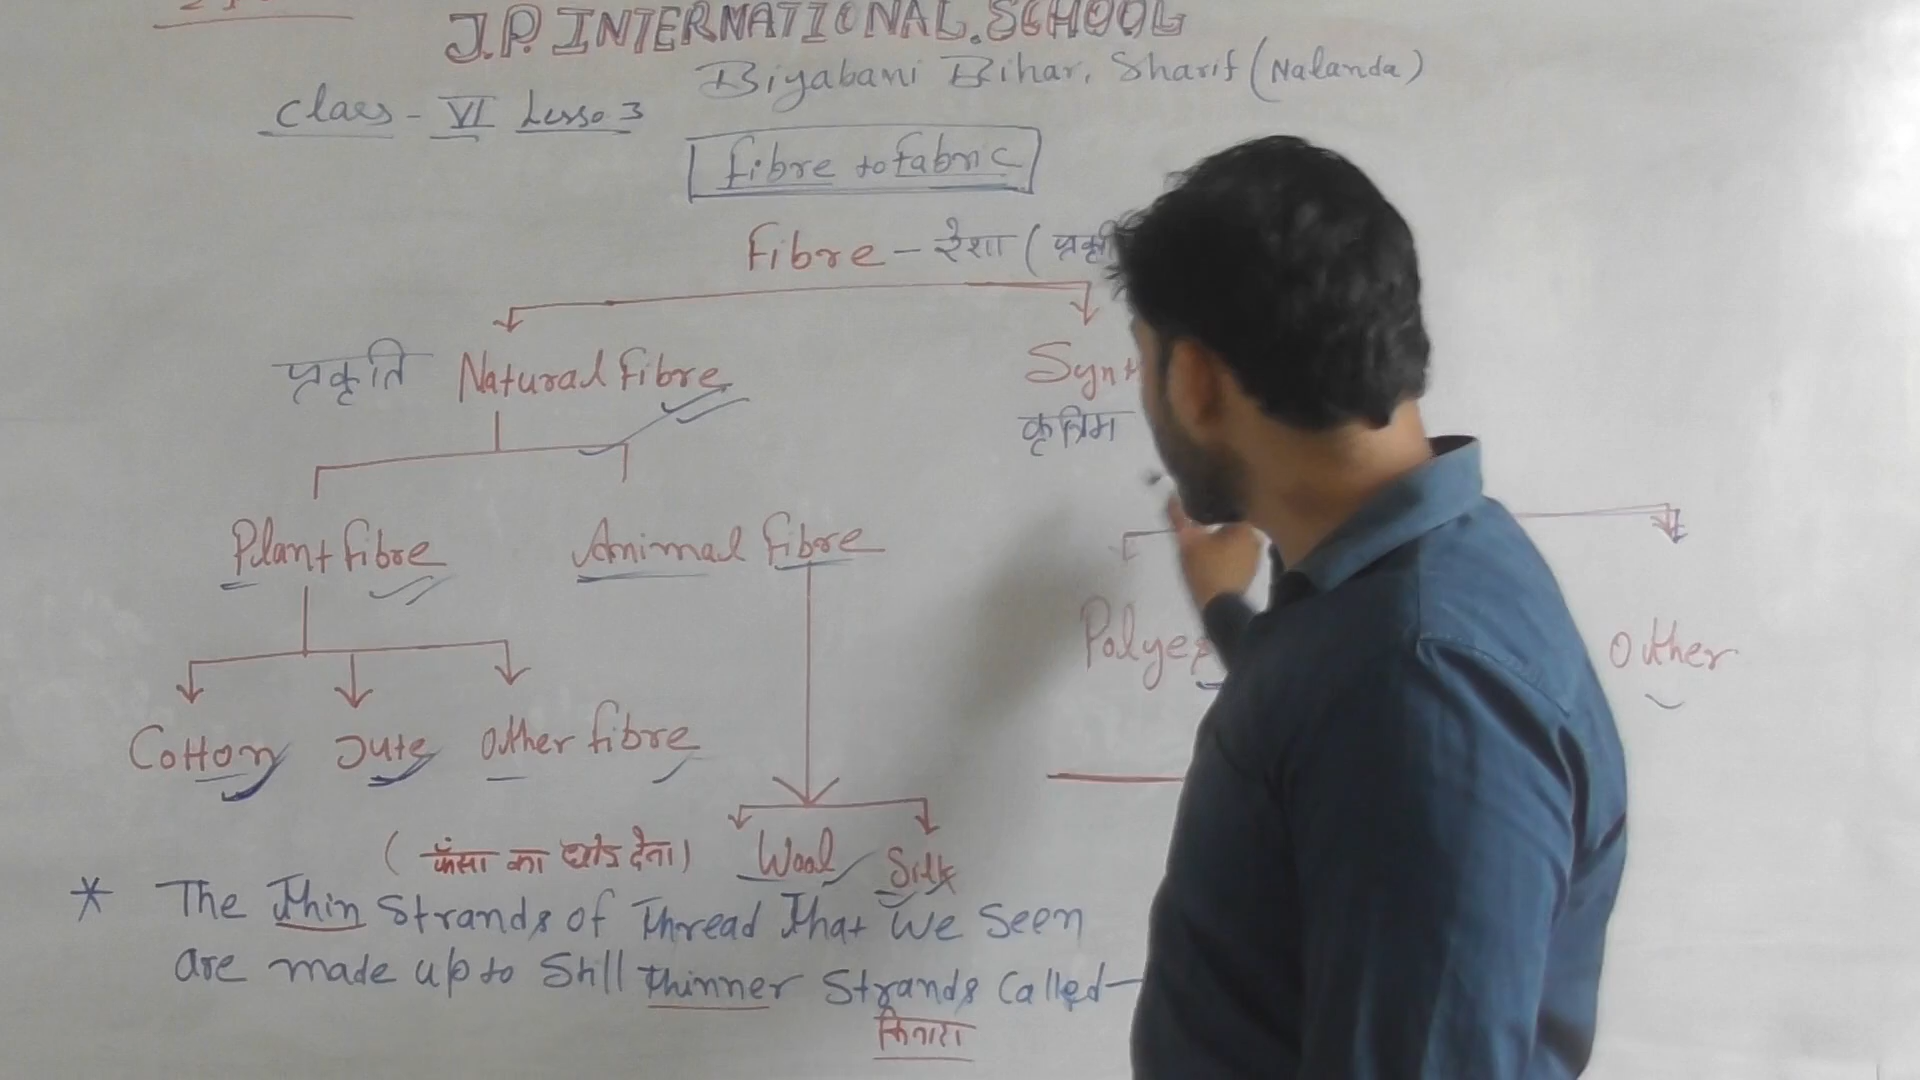 J.P. INTERNATIONAL. SCHOOL
Biyabani Bihar, Sharif (Nalanda)
Class - VI Lesso 3
Fibre to Fabric
Fibre - रेशा (
प्रकृति Natural Fibre
कृत्रिम
Plant fibre Animal fibre
Other
Cotton Jute Other fibre
Wool Silk
* The Thin Strands of Thread That We Seen
are made up to Still thinner Strands Called -
किनारा